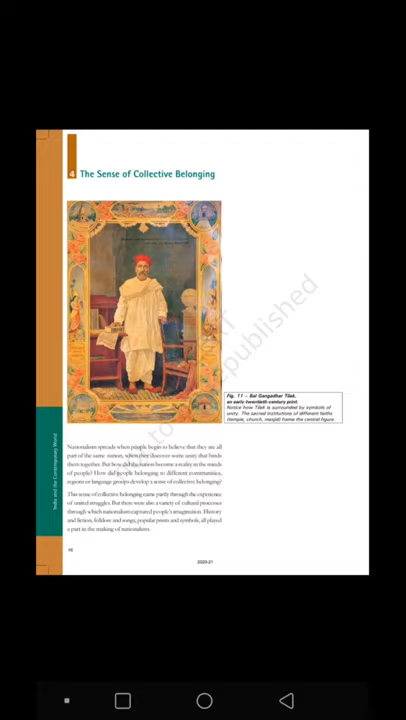 4 The Sense of Collective Belonging
Fig. 11 – Bal Gangadhar Tilak,
an early-twentieth-century print.
Notice how Tilak is surrounded by symbols of
unity. The sacred institutions of different faiths
(temple, church, masjid) frame the central figure.
Nationalism spreads when people begin to believe that they are all
part of the same nation, when they discover some unity that binds
them together. But how did the nation become a reality in the minds
of people? How did people belonging to different communities,
regions or language groups develop a sense of collective belonging?
This sense of collective belonging came partly through the experience
of united struggles. But there were also a variety of cultural processes
through which nationalism captured people's imagination. History
and fiction, folklore and songs, popular prints and symbols, all played
a part in the making of nationalism.
India and the Contemporary World
2020-21